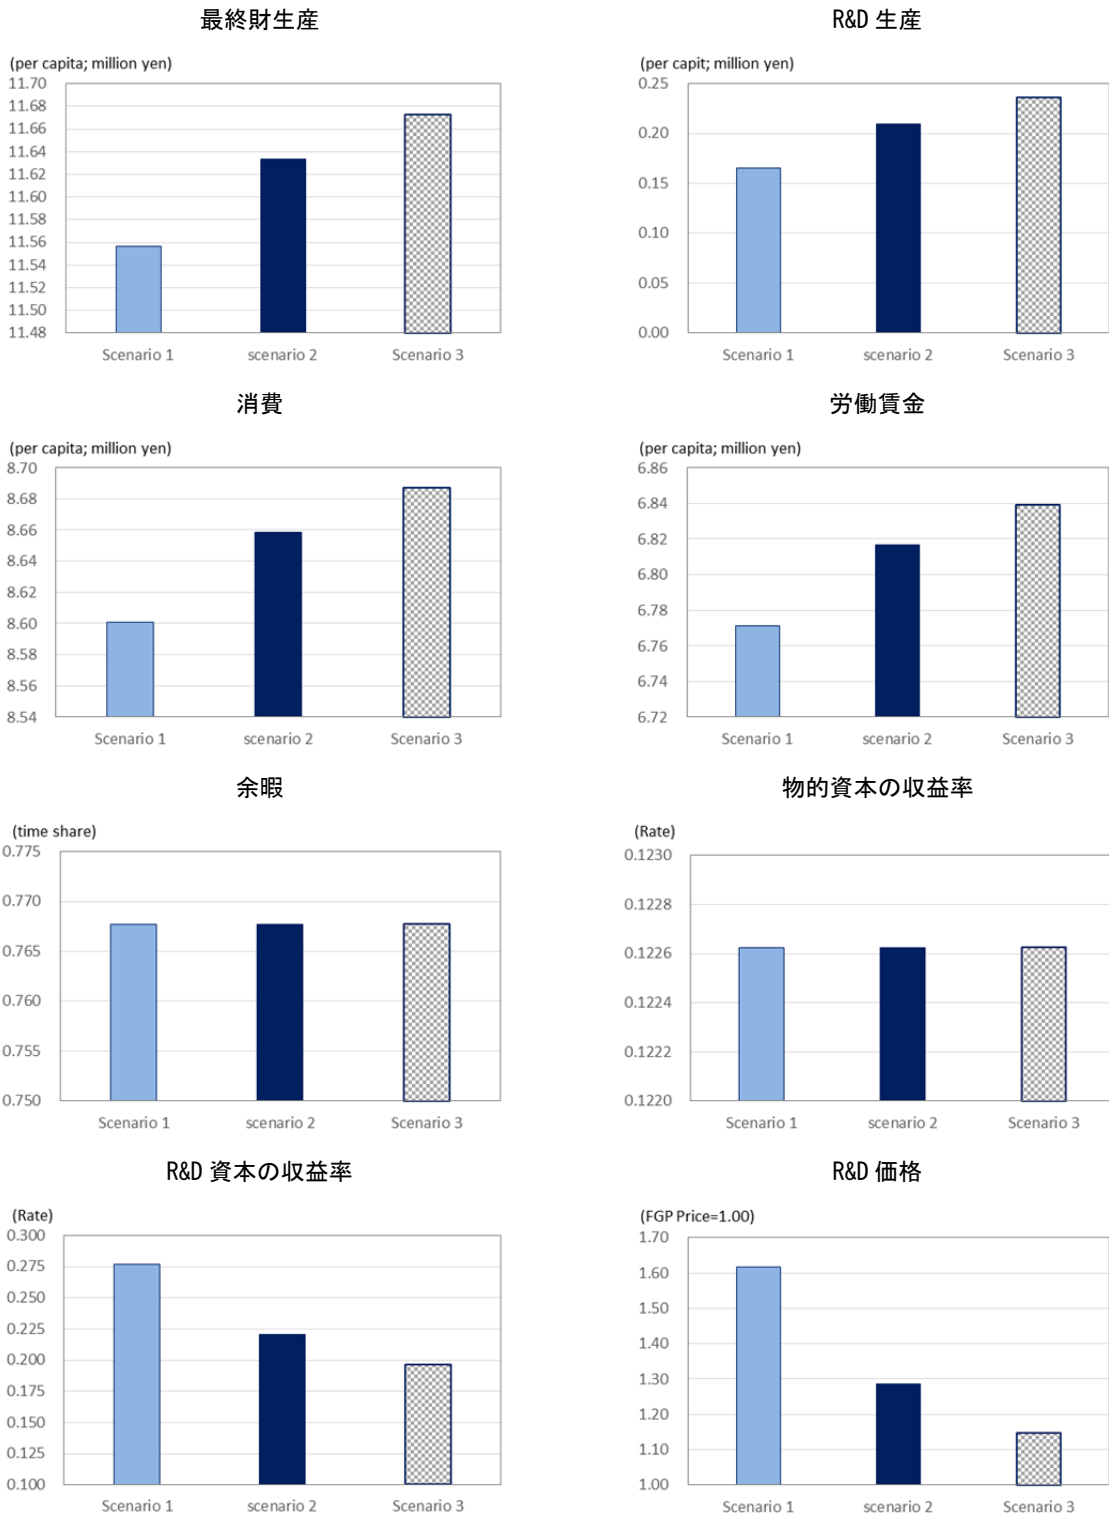 最終財生産
(per capita; million yen)
11.70
11.68
11.66
11.64
11.62
11.60
11.58
11.56
11.54
11.52
11.50
11.48
Scenario 1 scenario 2 Scenario 3
R&D 生産
(per capit; million yen)
0.25
0.20
0.15
0.10
0.05
0.00
Scenario 1 scenario 2 Scenario 3
消費
(per capita; million yen)
8.70
8.68
8.66
8.64
8.62
8.60
8.58
8.56
8.54
Scenario 1 scenario 2 Scenario 3
労働賃金
(per capita; million yen)
6.86
6.84
6.82
6.80
6.78
6.76
6.74
6.72
Scenario 1 scenario 2 Scenario 3
余暇
(time share)
0.775
0.770
0.765
0.760
0.755
0.750
Scenario 1 scenario 2 Scenario 3
物的資本の収益率
(Rate)
0.1230
0.1228
0.1226
0.1224
0.1222
0.1220
Scenario 1 scenario 2 Scenario 3
R&D 資本の収益率
(Rate)
0.300
0.275
0.250
0.225
0.200
0.175
0.150
0.125
0.100
Scenario 1 scenario 2 Scenario 3
R&D 価格
(FGP Price=1.00)
1.70
1.60
1.50
1.40
1.30
1.20
1.10
1.00
Scenario 1 scenario 2 Scenario 3